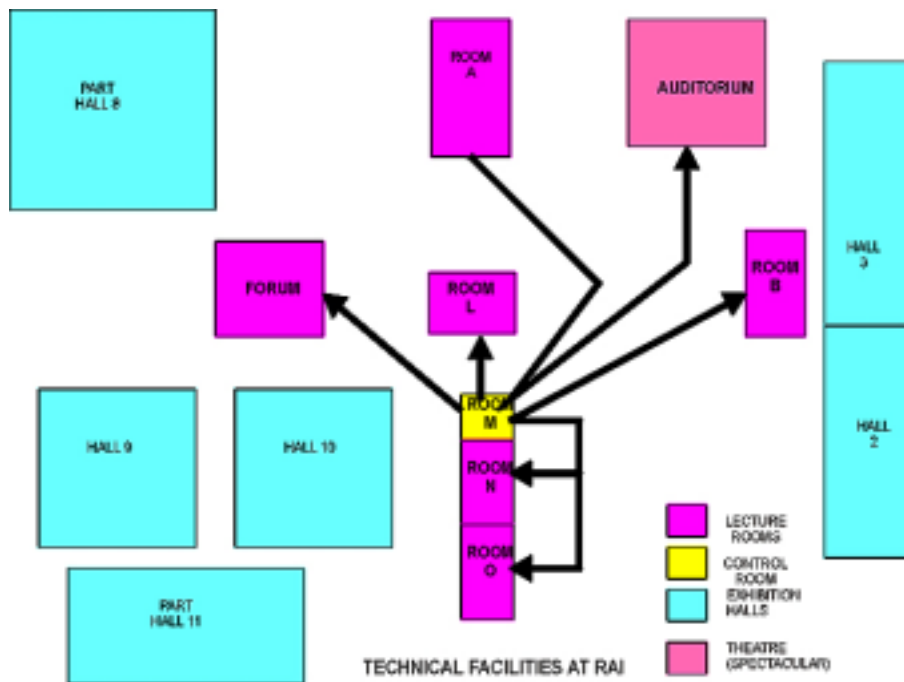 PART
HALL 8
ROOM
A
AUDITORIUM
FORUM
ROOM
L
ROOM
B
HALL
3
ROOM
M
HALL 9
HALL 10
ROOM
N
HALL
2
ROOM
O
PART
HALL 11
LECTURE
ROOMS
CONTROL
ROOM
EXHIBITION
HALLS
THEATRE
(SPECTACULAR)
TECHNICAL FACILITIES AT RAI